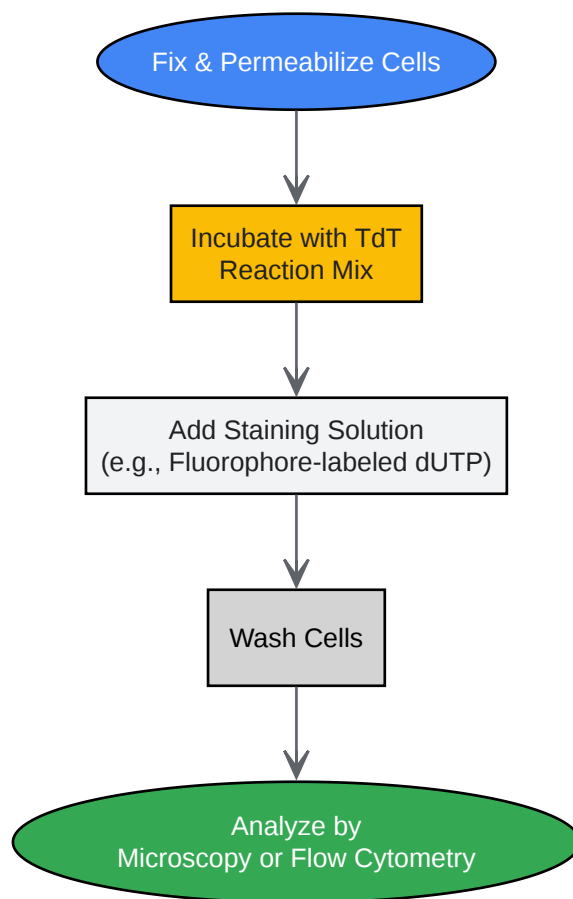 Fix & Permeabilize Cells
Incubate with TdT
Reaction Mix
Add Staining Solution
(e.g., Fluorophore-labeled dUTP)
Wash Cells
Analyze by
Microscopy or Flow Cytometry